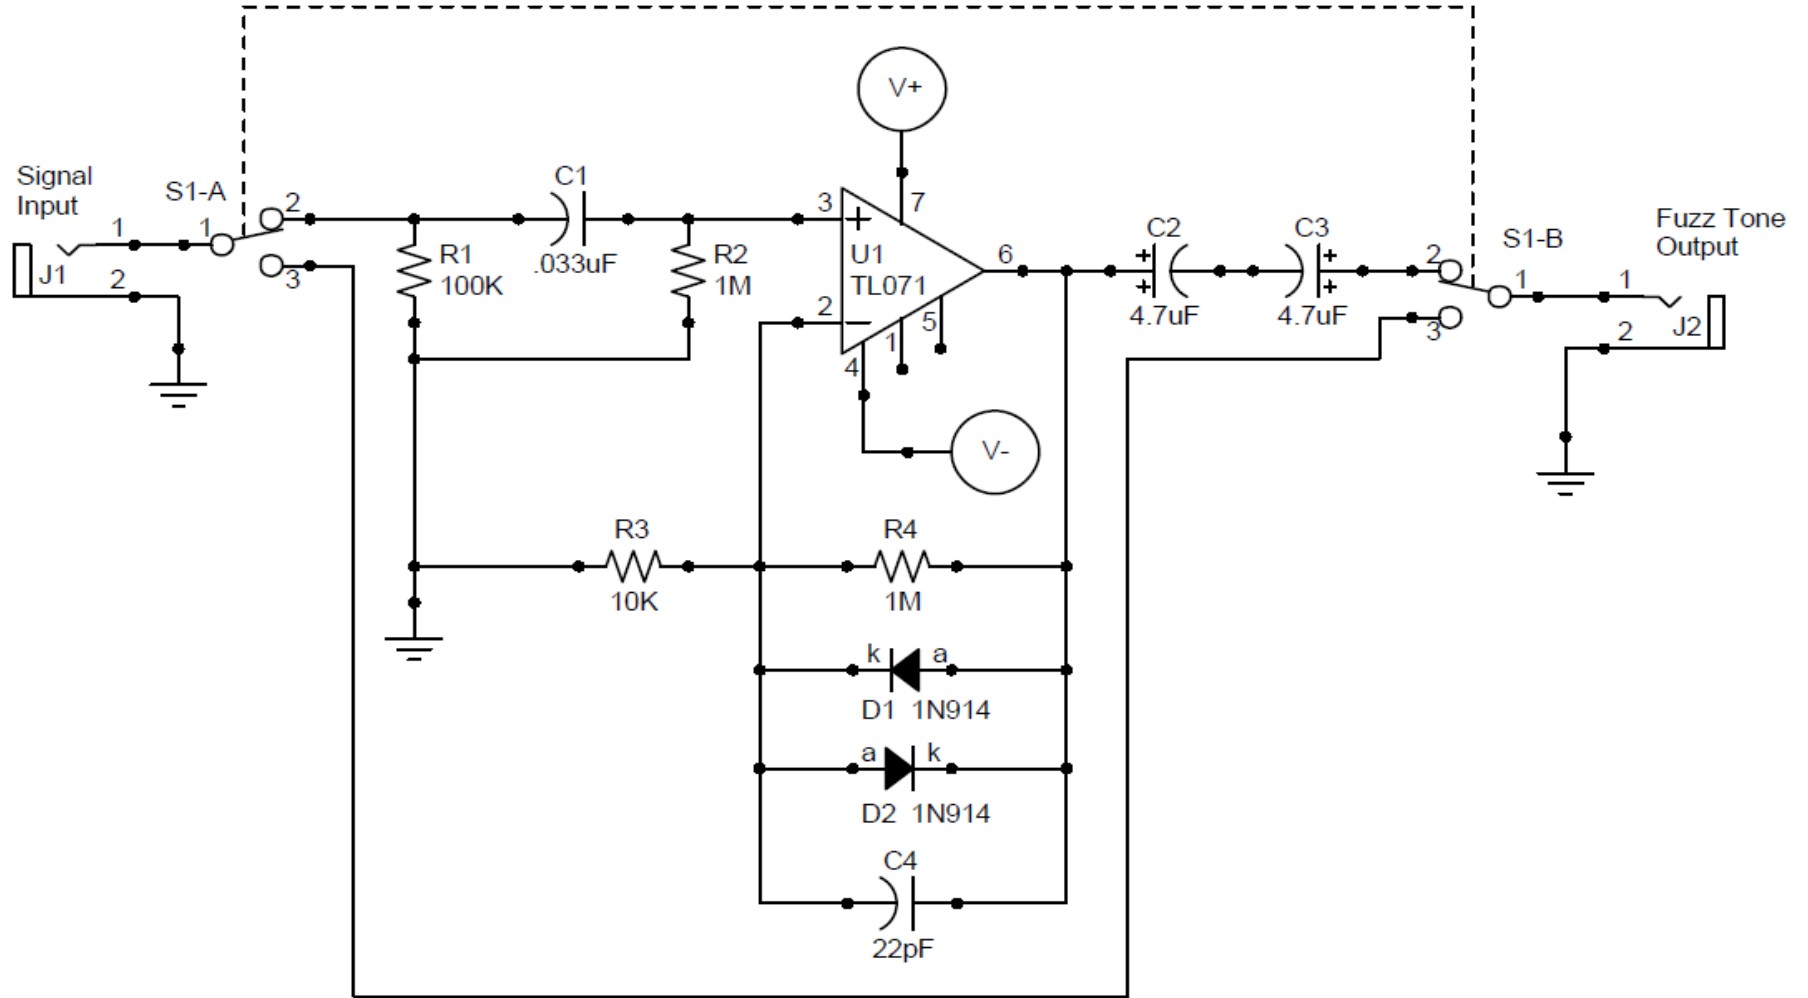 V+
Signal
Input
S1-A
C1
1
1
2
3
7
J1
2
3
R1
100K
.033uF
R2
1M
U1
TL071
6
C2
C3
+
+
+
+
4.7uF
4.7uF
S1-B
Fuzz Tone
Output
2
1
1
3
2
J2
2
5
1
4
V-
R3
10K
R4
1M
k
a
D1 1N914
a
k
D2 1N914
C4
22pF